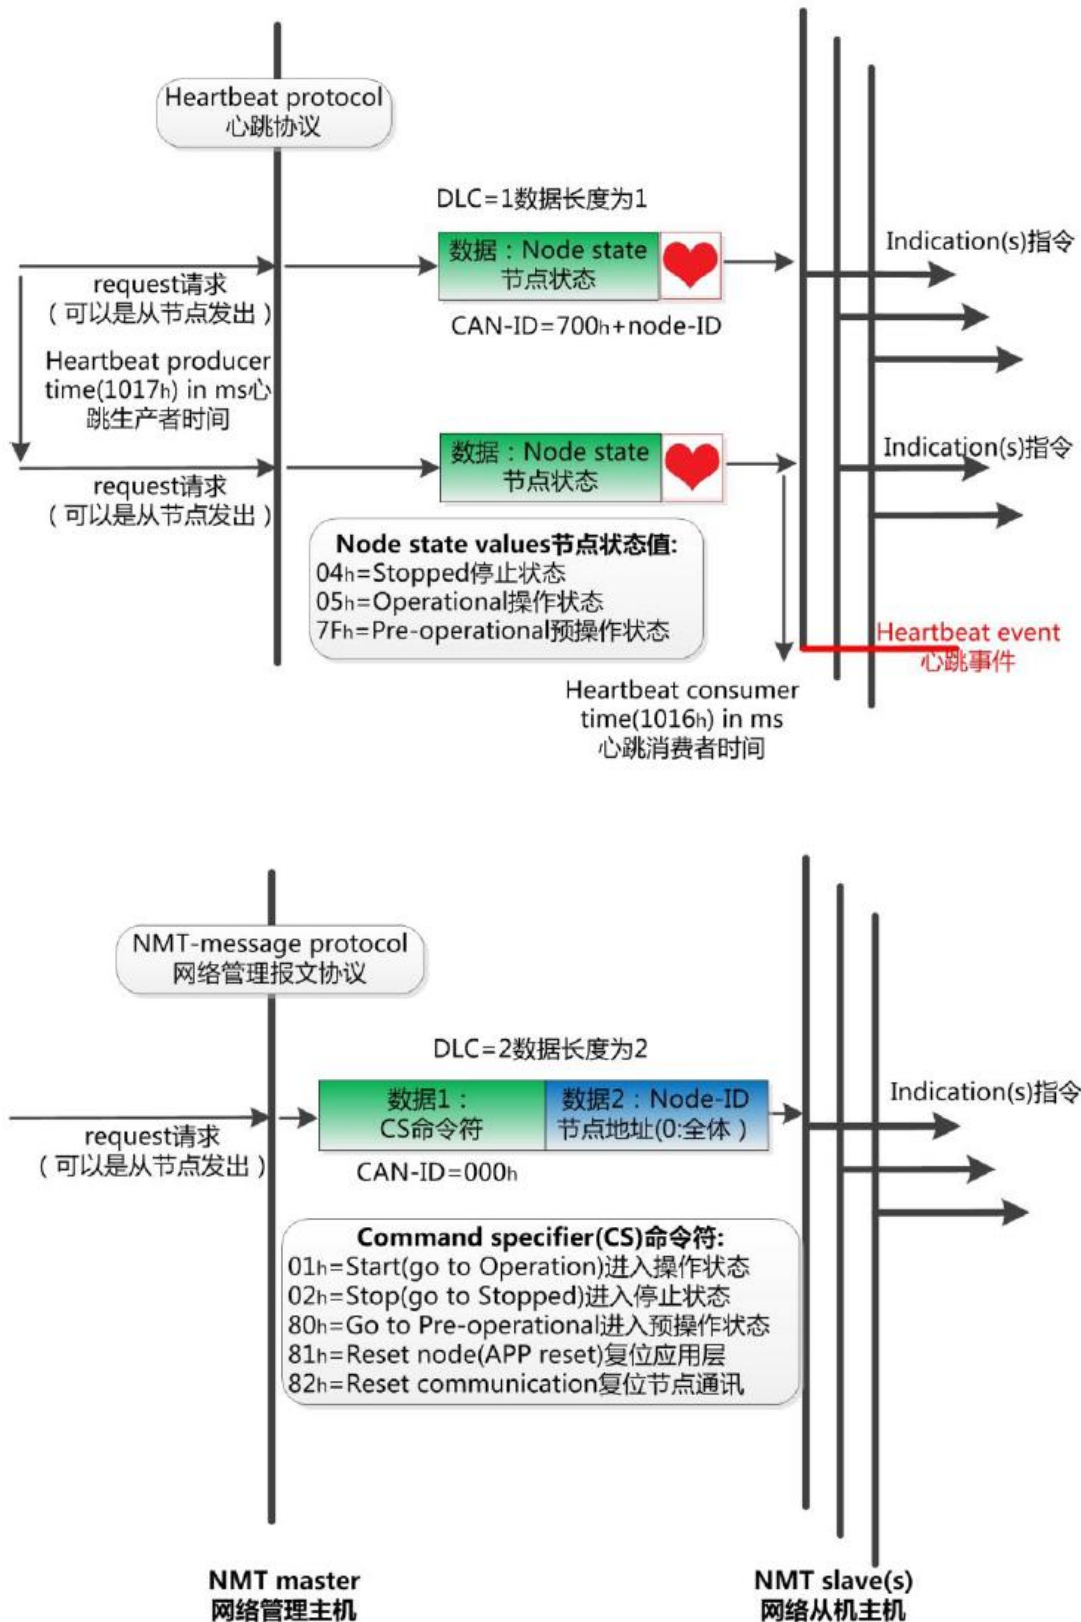 Heartbeat protocol
心跳协议
DLC=1数据长度为1
数据：Node state
节点状态
Indication(s)指令
request请求
（可以是从节点发出）
CAN-ID=700h+node-ID
Heartbeat producer
time(1017h) in ms心
跳生产者时间
数据：Node state
节点状态
Indication(s)指令
request请求
（可以是从节点发出）
Node state values节点状态值:
04h=Stopped停止状态
05h=Operational操作状态
7Fh=Pre-operational预操作状态
Heartbeat event
心跳事件
Heartbeat consumer
time(1016h) in ms
心跳消费者时间
NMT-message protocol
网络管理报文协议
DLC=2数据长度为2
数据1：
CS命令符
数据2：Node-ID
节点地址(0:全体）
Indication(s)指令
request请求
（可以是从节点发出）
CAN-ID=000h
Command specifier(CS)命令符:
01h=Start(go to Operation)进入操作状态
02h=Stop(go to Stopped)进入停止状态
80h=Go to Pre-operational进入预操作状态
81h=Reset node(APP reset)复位应用层
82h=Reset communication复位节点通讯
NMT master
网络管理主机
NMT slave(s)
网络从机主机